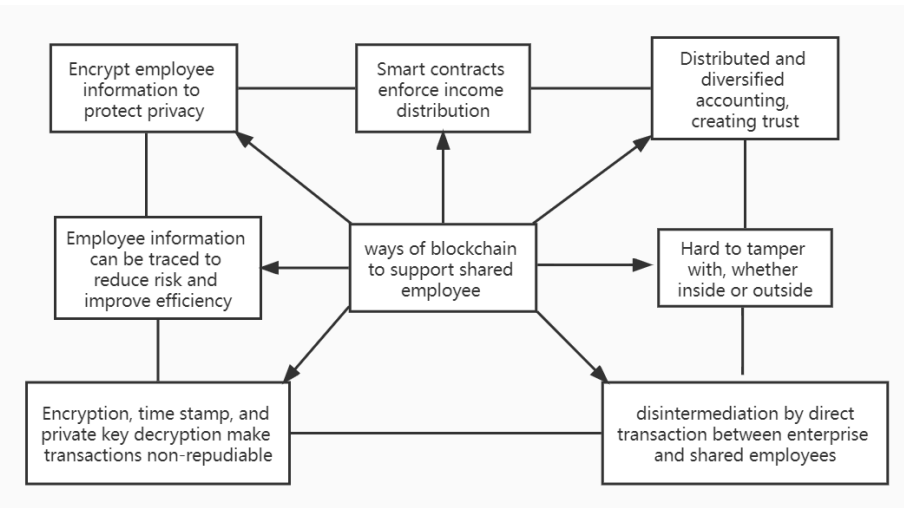 Encrypt employee
information to
protect privacy
Smart contracts
enforce income
distribution
Distributed and
diversified
accounting,
creating trust
Employee information
can be traced to
reduce risk and
improve efficiency
ways of blockchain
to support shared
employee
Hard to tamper
with, whether
inside or outside
Encryption, time stamp, and
private key decryption make
transactions non-repudiable
disintermediation by direct
transaction between enterprise
and shared employees